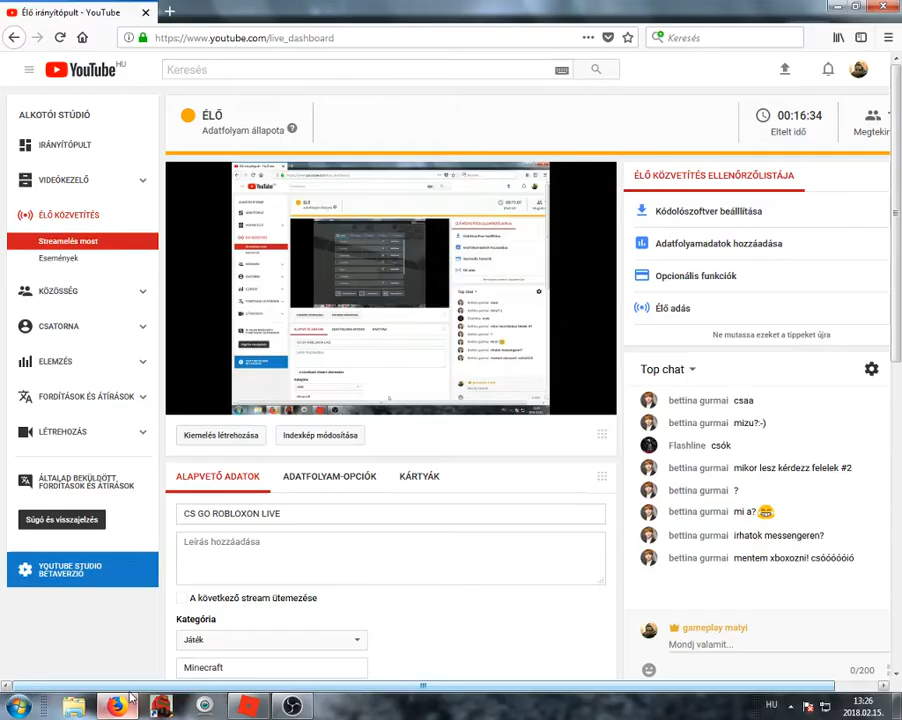 Élő irányítópult - YouTube
https://www.youtube.com/live_dashboard
Keresés
YouTube HU
Keresés
ALKOTÓI STÚDIÓ
IRÁNYÍTÓPULT
VIDEÓKEZELŐ
ÉLŐ KÖZVETÍTÉS
Streamelés most
Események
KÖZÖSSÉG
CSATORNA
ELEMZÉS
FORDÍTÁSOK ÉS ÁTÍRÁSOK
LÉTREHOZÁS
ÁLTALAD BEKÜLDÖTT
FORDÍTÁSOK ÉS ÁTÍRÁSOK
Súgó és visszajelzés
YOUTUBE STUDIO
BÉTAVERZIÓ
ÉLŐ
Adatfolyam állapota
00:16:34
Eltelt idő
Megteki
Kiemelés létrehozása
Indexkép módosítása
ALAPVETŐ ADATOK
ADATFOLYAM-OPCIÓK
KÁRTYÁK
CS GO ROBLOXON LIVE
Leírás hozzáadása
A következő stream ütemezése
Kategória
Játék
Minecraft
ÉLŐ KÖZVETÍTÉS ELLENŐRZŐLISTÁJA
Kódolószoftver beállítása
Adatfolyamadatok hozzáadása
Opcionális funkciók
Élő adás
Ne mutassa ezeket a tippeket újra
Top chat
bettina gurmai csaa
bettina gurmai mizu?:-)
Flashline csók
bettina gurmai mikor lesz kérdezz felelek #2
bettina gurmai ?
bettina gurmai mi a?😂
bettina gurmai irhatok messengeren?
bettina gurmai mentem xboxozni! csóóóóóió
gameplay matyi
Mondj valamit...
0/200
HU
13:26
2018.02.15.